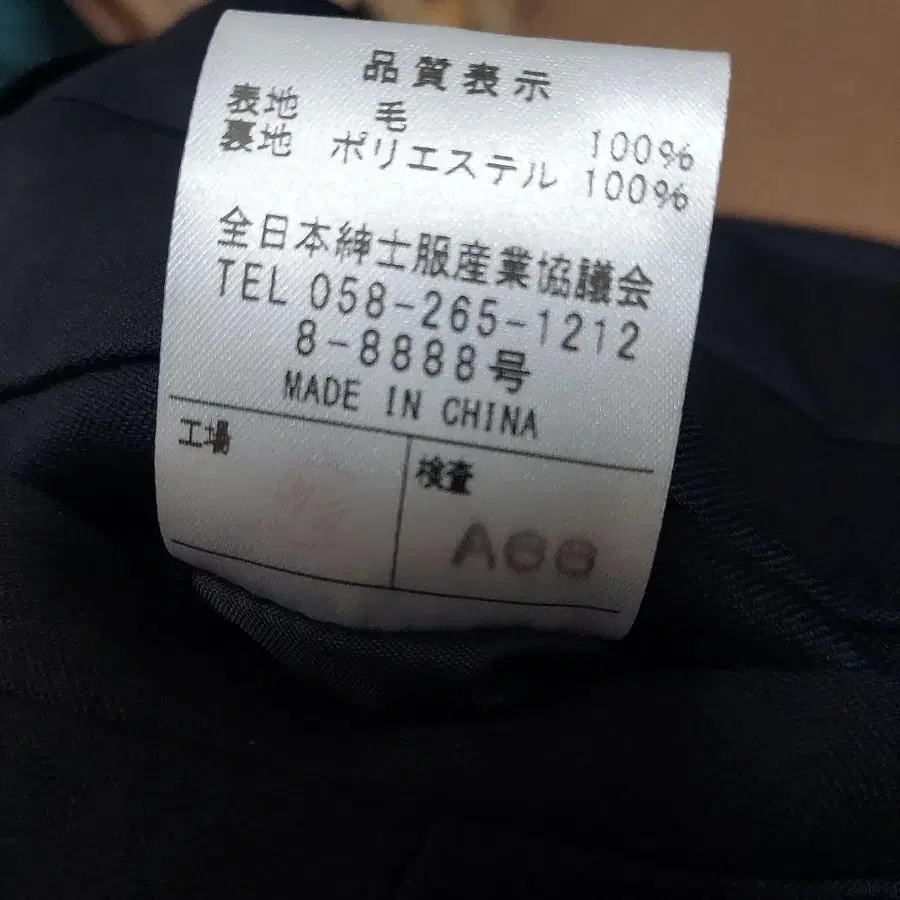 品質表示
表地 毛 100%
裏地 ポリエステル 100%
全日本紳士服産業協議会
TEL 058-265-1212
8-8888号
MADE IN CHINA
工場
検査